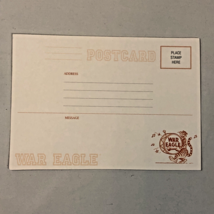 POSTCARD
PLACE
STAMP
HERE
ADDRESS
MESSAGE
WAR EAGLE
WAR
EAGLE